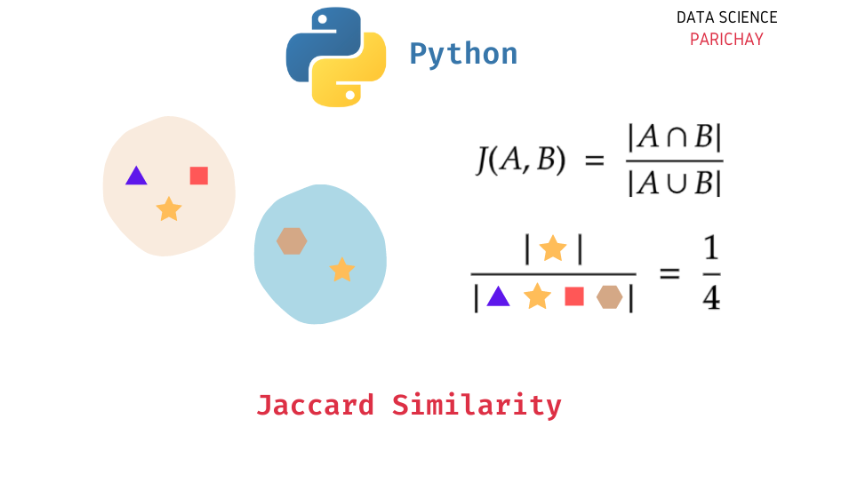 Python
DATA SCIENCE
PARICHAY
J(A, B) = |A ∩ B| / |A ∪ B|
| ★ | / | ▲ ★ ■ ⬢ | = 1 / 4
Jaccard Similarity